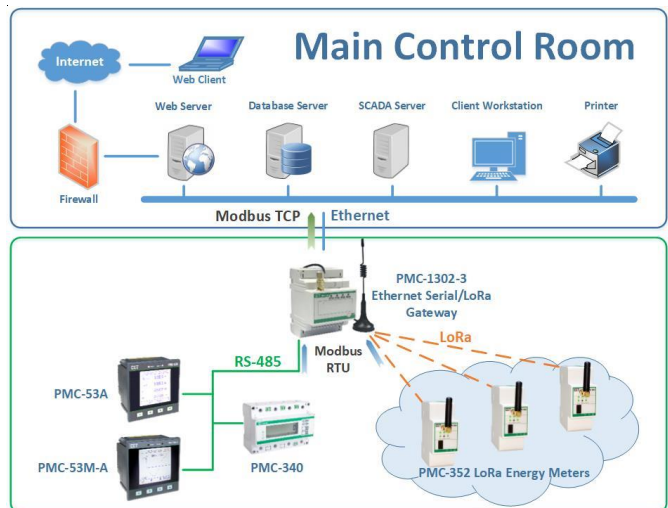 Main Control Room
Internet
Web Client
Web Server
Database Server
SCADA Server
Client Workstation
Printer
Firewall
Modbus TCP
Ethernet
PMC-1302-3
Ethernet Serial/LoRa
Gateway
LoRa
RS-485
Modbus
RTU
PMC-53A
PMC-53M-A
PMC-340
PMC-352 LoRa Energy Meters